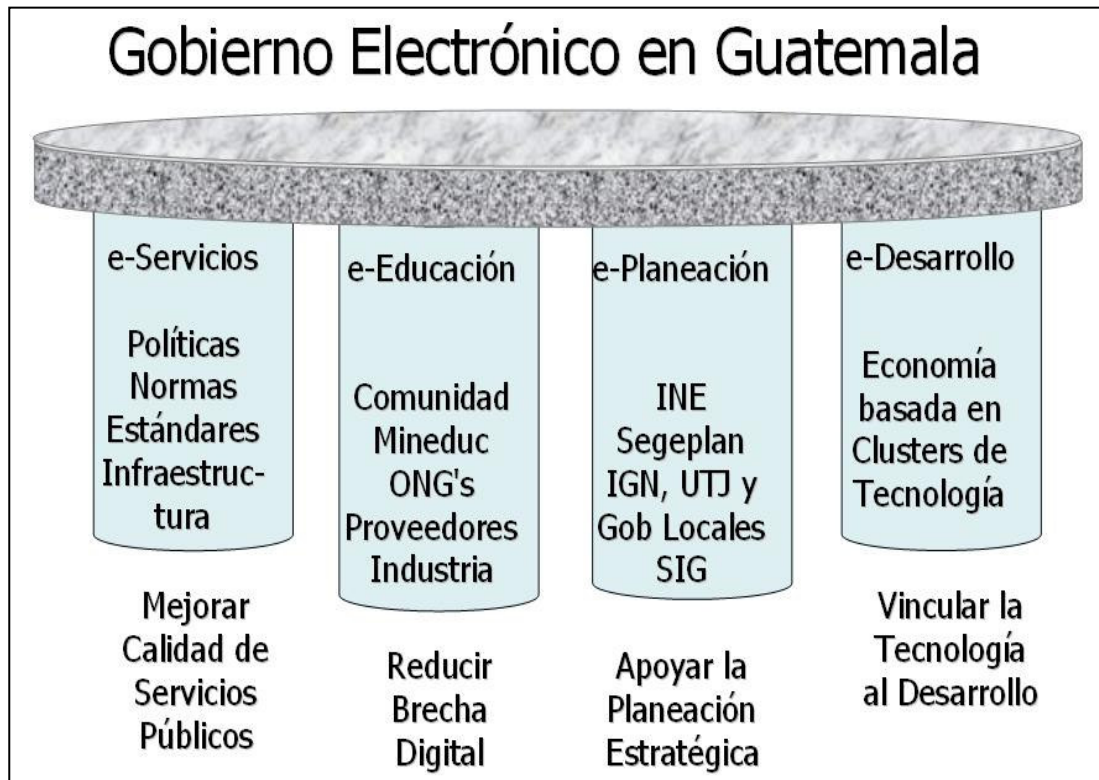 Gobierno Electrónico en Guatemala
e-Servicios
Políticas
Normas
Estándares
Infraestruc-
tura
Mejorar
Calidad de
Servicios
Públicos
e-Educación
Comunidad
Mineduc
ONG's
Proveedores
Industria
Reducir
Brecha
Digital
e-Planeación
INE
Segeplan
IGN, UTJ y
Gob Locales
SIG
Apoyar la
Planeación
Estratégica
e-Desarrollo
Economía
basada en
Clusters de
Tecnología
Vincular la
Tecnología
al Desarrollo